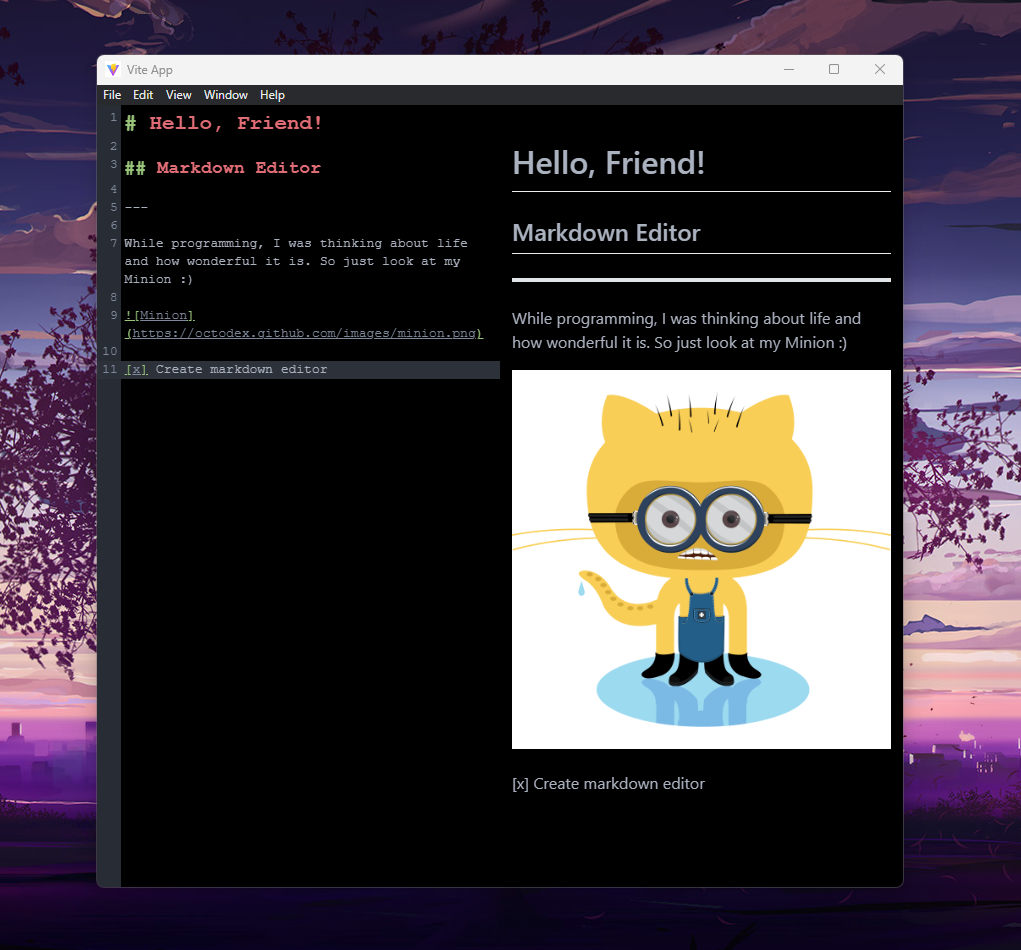 Vite App
File Edit View Window Help
1 # Hello, Friend!
2
3 ## Markdown Editor
4
5 ---
6
7 While programming, I was thinking about life
and how wonderful it is. So just look at my
Minion :)
8
9 ![Minion]
(https://octodex.github.com/images/minion.png)
10
11 [x] Create markdown editor
Hello, Friend!
Markdown Editor
While programming, I was thinking about life and
how wonderful it is. So just look at my Minion :)
[x] Create markdown editor